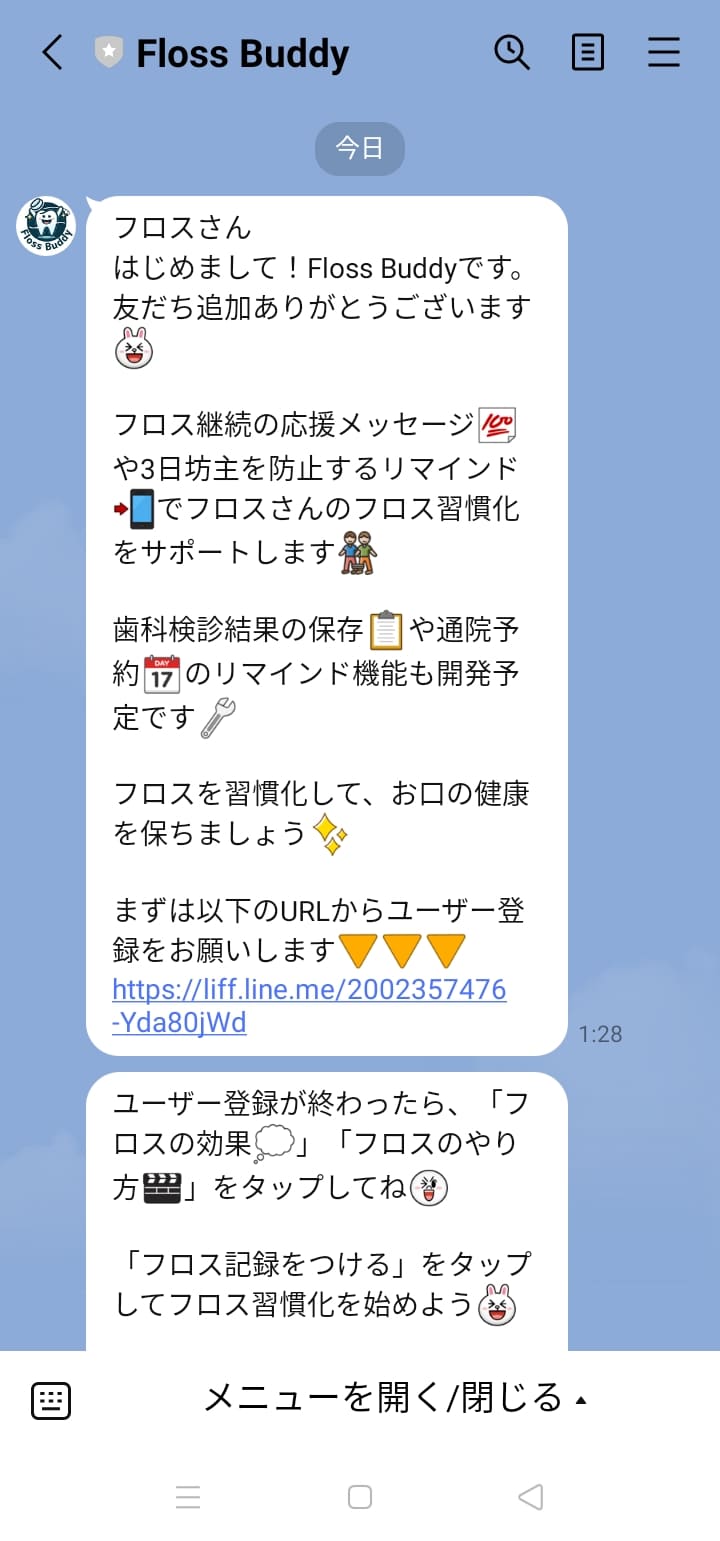 Floss Buddy
今日
Floss Buddy
フロスさん
はじめまして！Floss Buddyです。
友だち追加ありがとうございます
フロス継続の応援メッセージ💯
や3日坊主を防止するリマインド
📲でフロスさんのフロス習慣化
をサポートします👬
歯科検診結果の保存📋や通院予
約📅のリマインド機能も開発予
定です🔧
フロスを習慣化して、お口の健康
を保ちましょう✨
まずは以下のURLからユーザー登
録をお願いします▼▼▼
https://liff.line.me/2002357476
-Yda80jWd
1:28
ユーザー登録が終わったら、「フ
ロスの効果💭」「フロスのやり
方🎬」をタップしてね
「フロス記録をつける」をタップ
してフロス習慣化を始めよう
メニューを開く/閉じる▲